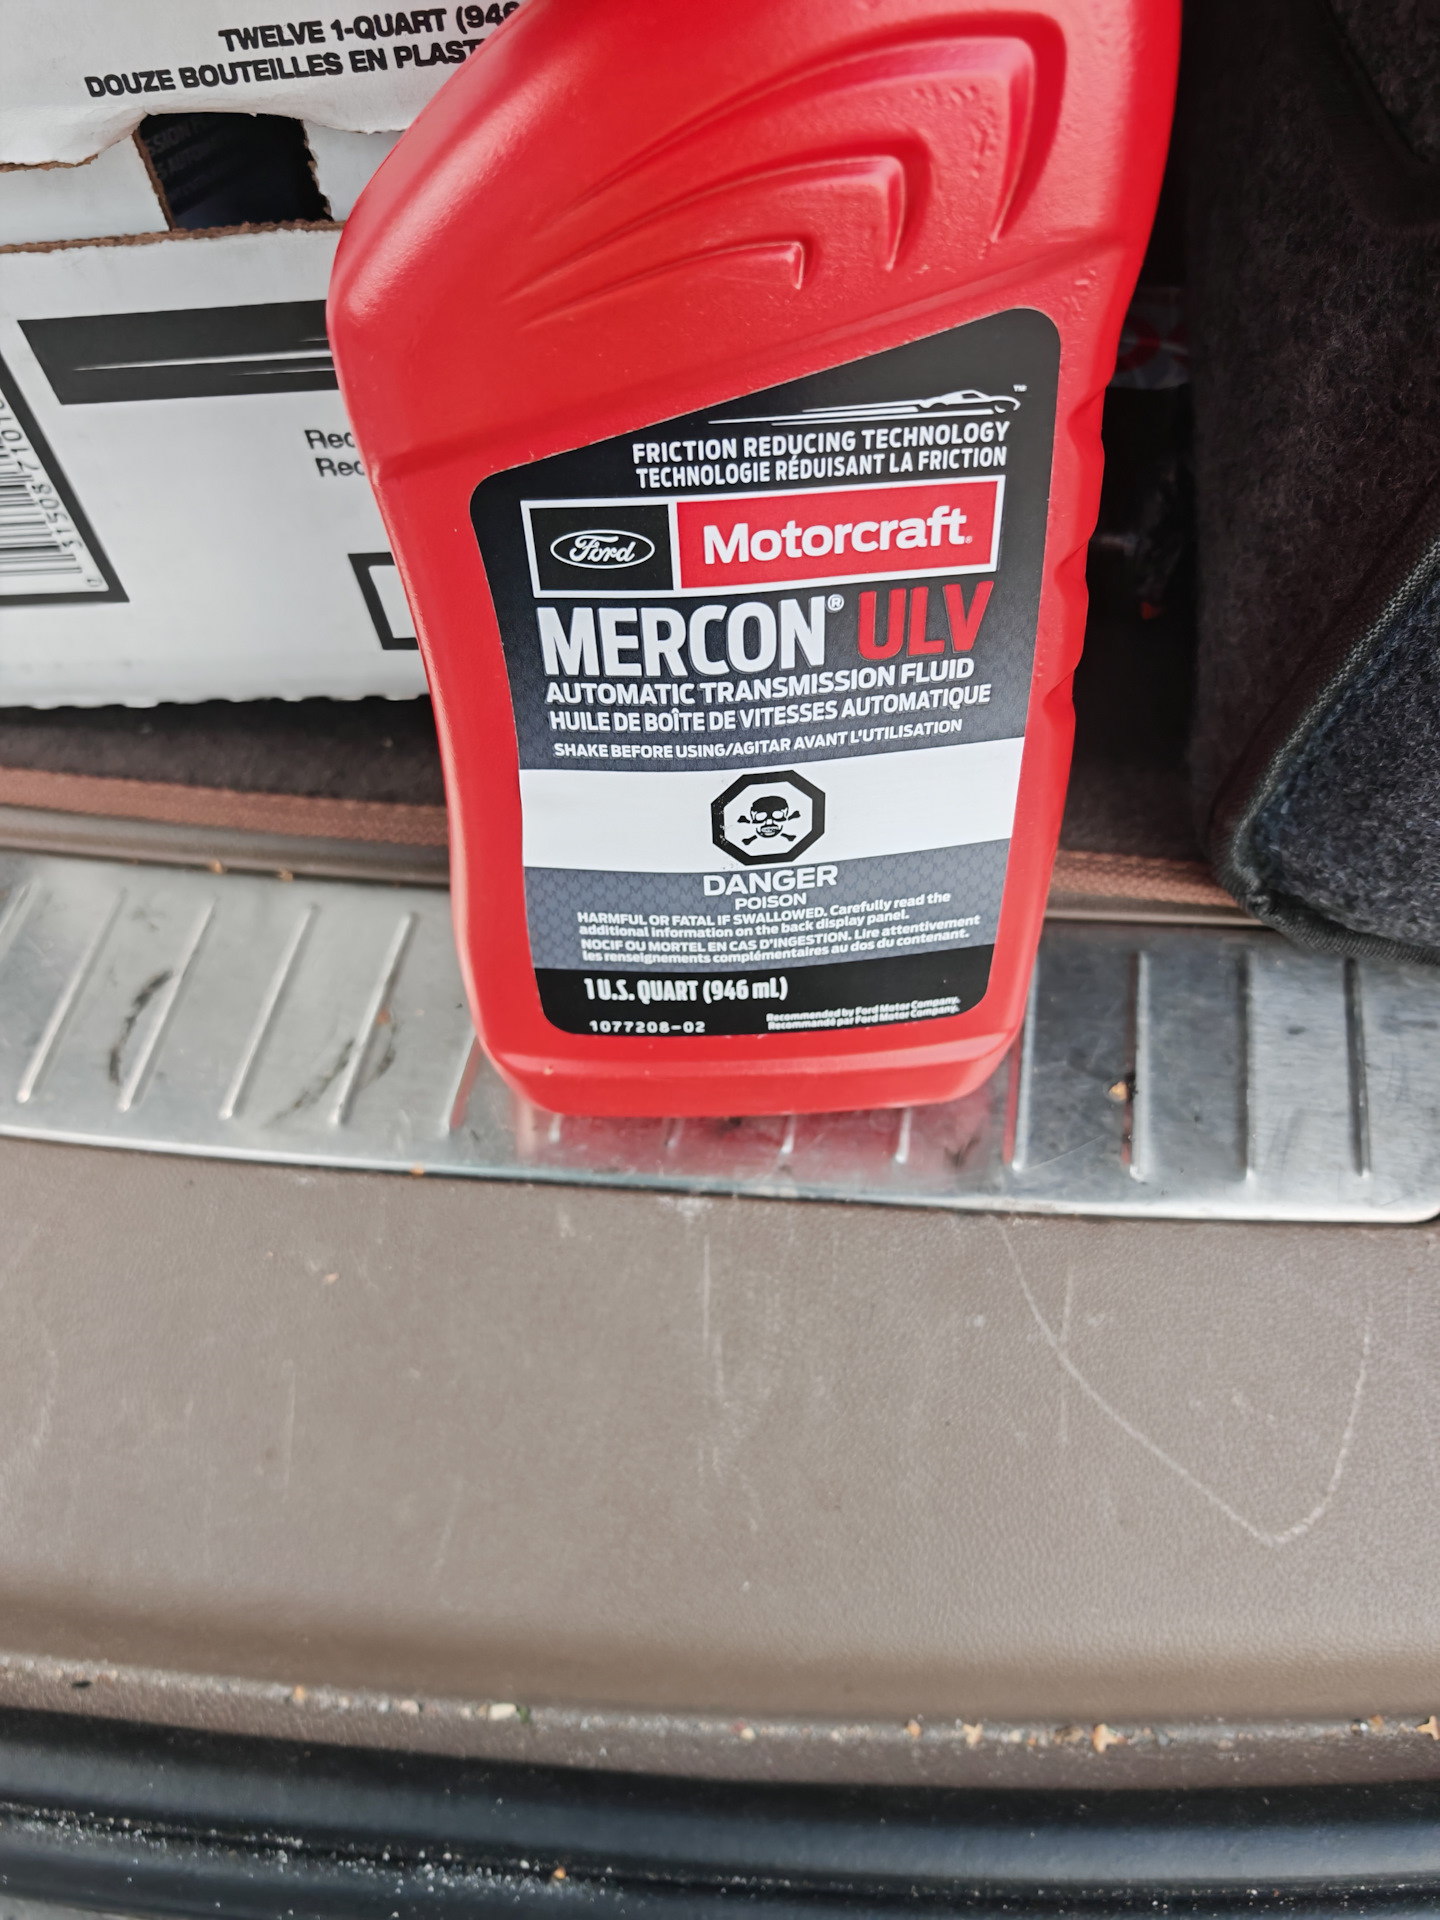 TWELVE 1-QUART (946
DOUZE BOUTEILLES EN PLAST
Rec
Rec
™
FRICTION REDUCING TECHNOLOGY
TECHNOLOGIE RÉDUISANT LA FRICTION
Ford Motorcraft®
MERCON® ULV
AUTOMATIC TRANSMISSION FLUID
HUILE DE BOÎTE DE VITESSES AUTOMATIQUE
SHAKE BEFORE USING/AGITAR AVANT L'UTILISATION
DANGER
POISON
HARMFUL OR FATAL IF SWALLOWED. Carefully read the
additional information on the back display panel.
NOCIF OU MORTEL EN CAS D'INGESTION. Lire attentivement
les renseignements complémentaires au dos du contenant.
1 U.S. QUART (946 mL)
1077208-02
Recommended by Ford Motor Company.
Recommandé par Ford Motor Company.